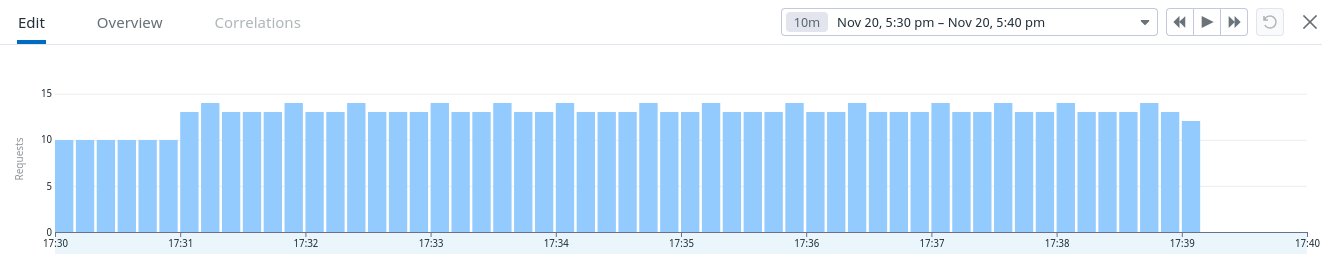 Edit Overview Correlations 10m Nov 20, 5:30 pm – Nov 20, 5:40 pm
15
10
5
0
Requests
17:30 17:31 17:32 17:33 17:34 17:35 17:36 17:37 17:38 17:39 17:40